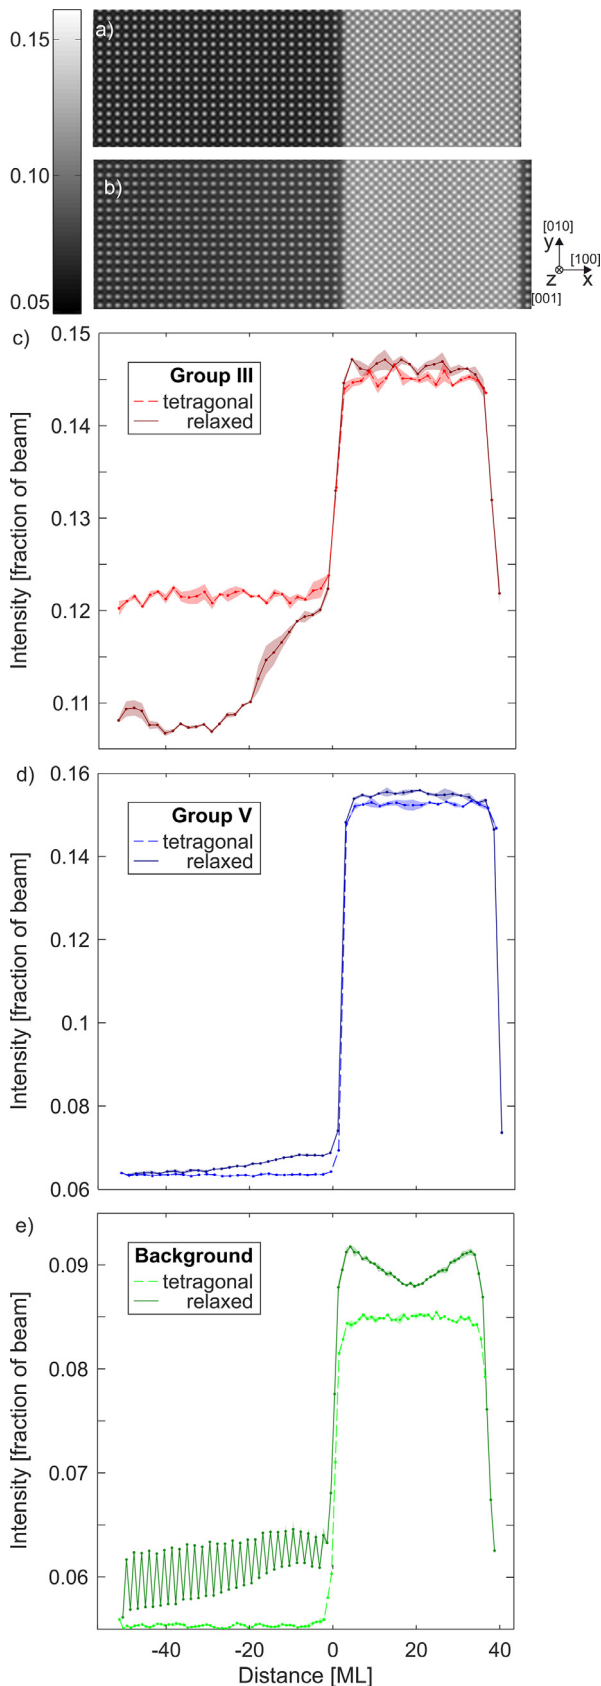 a)
0.15
0.10
0.05
b)
[010]
y
[100]
z
x
[001]
c)
0.15
0.14
0.13
0.12
0.11
Intensity [fraction of beam]
Group III
tetragonal
relaxed
d)
0.16
0.14
0.12
0.1
0.08
0.06
Intensity [fraction of beam]
Group V
tetragonal
relaxed
e)
0.09
0.08
0.07
0.06
Intensity [fraction of beam]
Background
tetragonal
relaxed
-40 -20 0 20 40
Distance [ML]